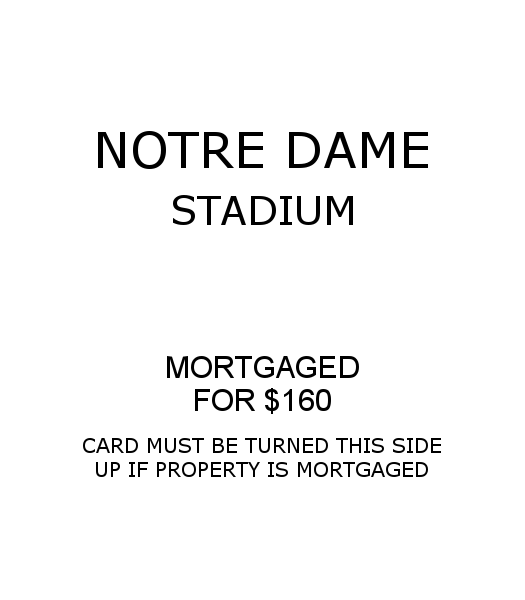 NOTRE DAME
STADIUM
MORTGAGED
FOR $160
CARD MUST BE TURNED THIS SIDE
UP IF PROPERTY IS MORTGAGED